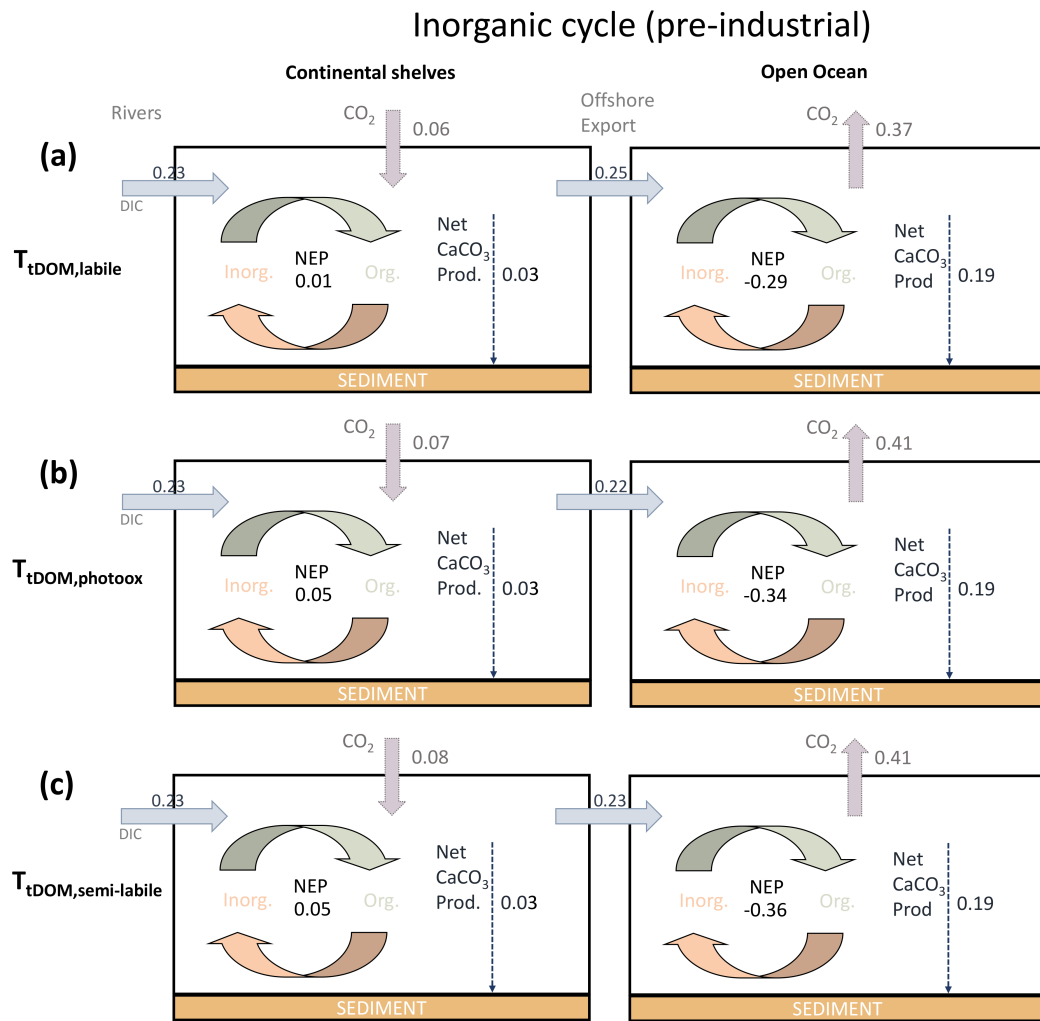 Inorganic cycle (pre-industrial)
Continental shelves
Open Ocean
Rivers
CO2
0.06
Offshore
Export
CO2
0.37
(a)
0.23
DIC
0.25
TtDOM,labile
Inorg.
NEP
0.01
Org.
Net
CaCO3
Prod.
0.03
Inorg.
NEP
-0.29
Org.
Net
CaCO3
Prod
0.19
SEDIMENT
SEDIMENT
CO2
0.07
CO2
0.41
(b)
0.23
DIC
0.22
TtDOM,photoox
Inorg.
NEP
0.05
Org.
Net
CaCO3
Prod.
0.03
Inorg.
NEP
-0.34
Org.
Net
CaCO3
Prod
0.19
SEDIMENT
SEDIMENT
CO2
0.08
CO2
0.41
(c)
0.23
DIC
0.23
TtDOM,semi-labile
Inorg.
NEP
0.05
Org.
Net
CaCO3
Prod.
0.03
Inorg.
NEP
-0.36
Org.
Net
CaCO3
Prod
0.19
SEDIMENT
SEDIMENT